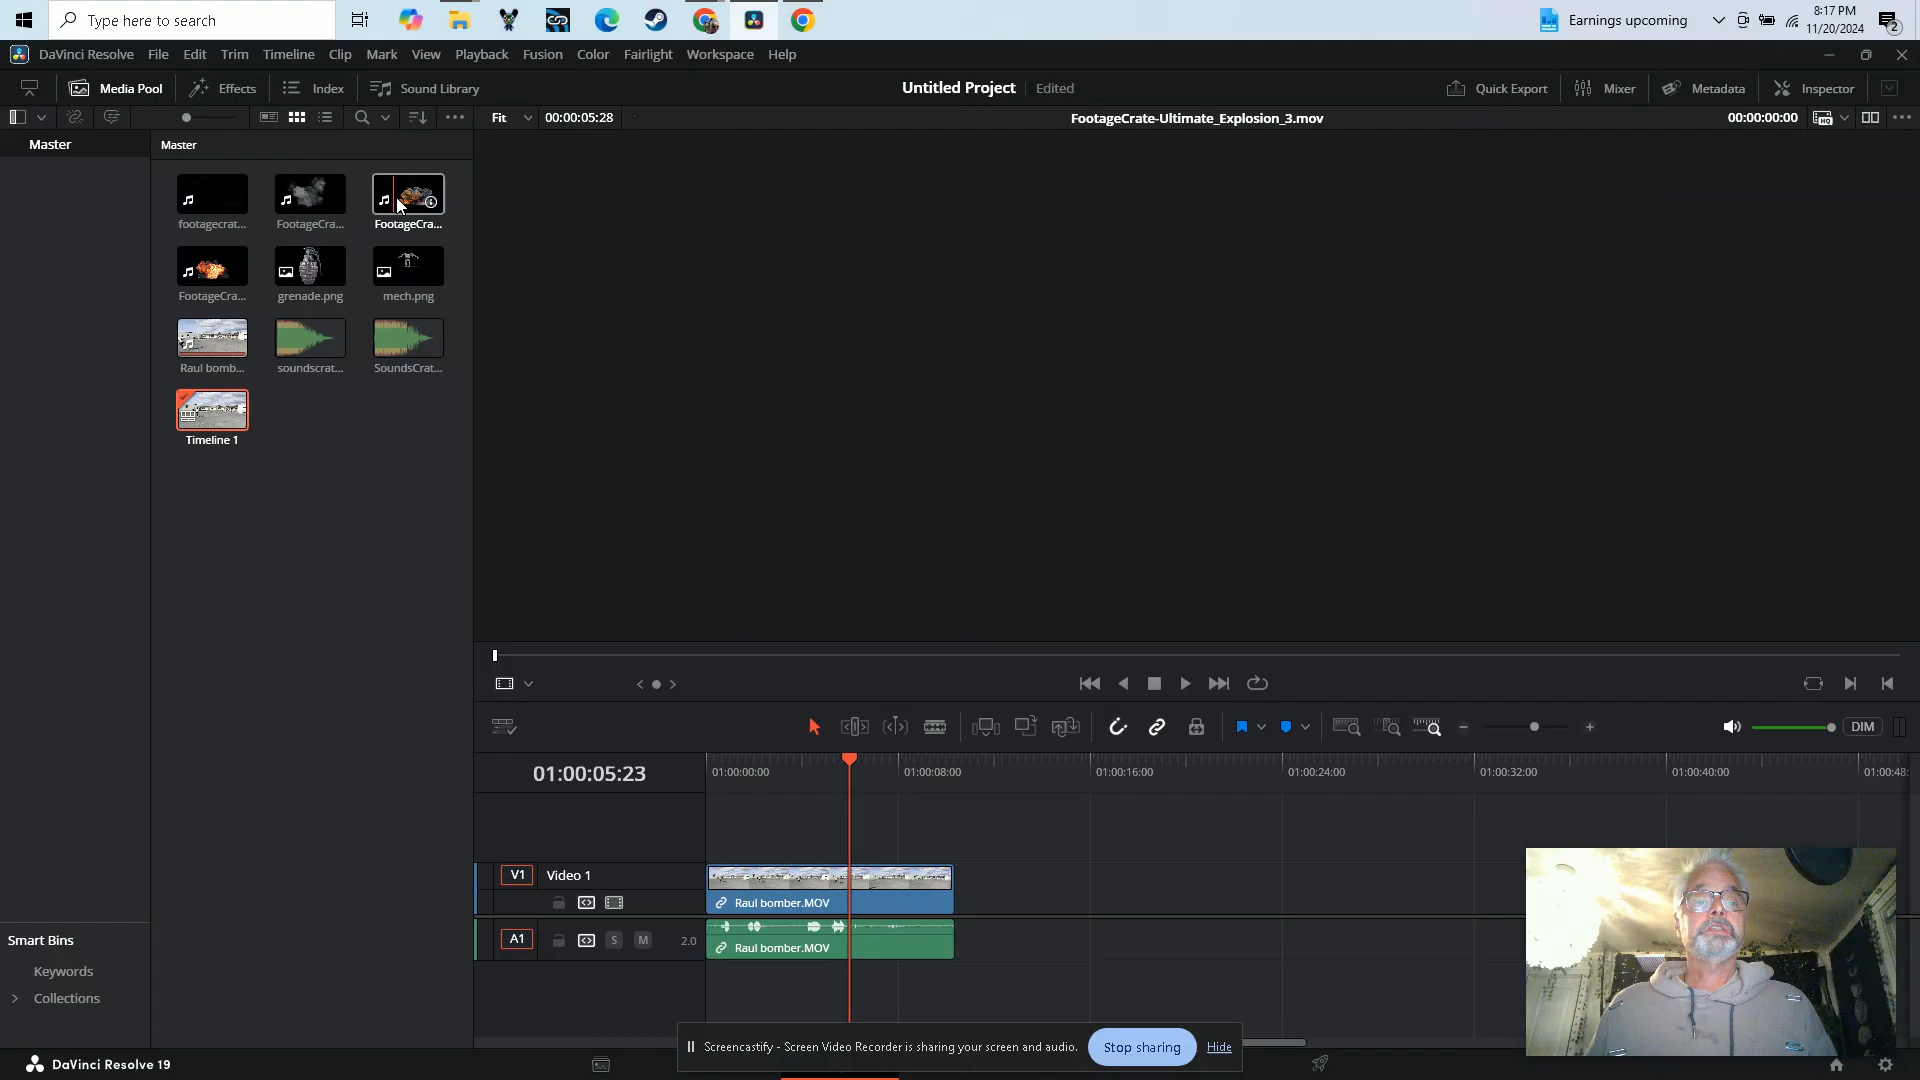 Type here to search
Earnings upcoming
8:17 PM
11/20/2024
2
DaVinci Resolve File Edit Trim Timeline Clip Mark View Playback Fusion Color Fairlight Workspace Help
Media Pool Effects Index Sound Library
Untitled Project Edited
Quick Export Mixer Metadata Inspector
Fit 00:00:05:28
FootageCrate-Ultimate_Explosion_3.mov
00:00:00:00
HQ
Master
Master
footagecrat...
FootageCra...
FootageCra...
FootageCra...
grenade.png
mech.png
Raul bomb...
soundscrat...
SoundsCrat...
Timeline 1
DIM
01:00:05:23
01:00:00:00
01:00:08:00
01:00:16:00
01:00:24:00
01:00:32:00
01:00:40:00
01:00:48:
V1 Video 1
Raul bomber.MOV
A1 S M 2.0
Raul bomber.MOV
Smart Bins
Keywords
Collections
Screencastify - Screen Video Recorder is sharing your screen and audio.
Stop sharing
Hide
DaVinci Resolve 19